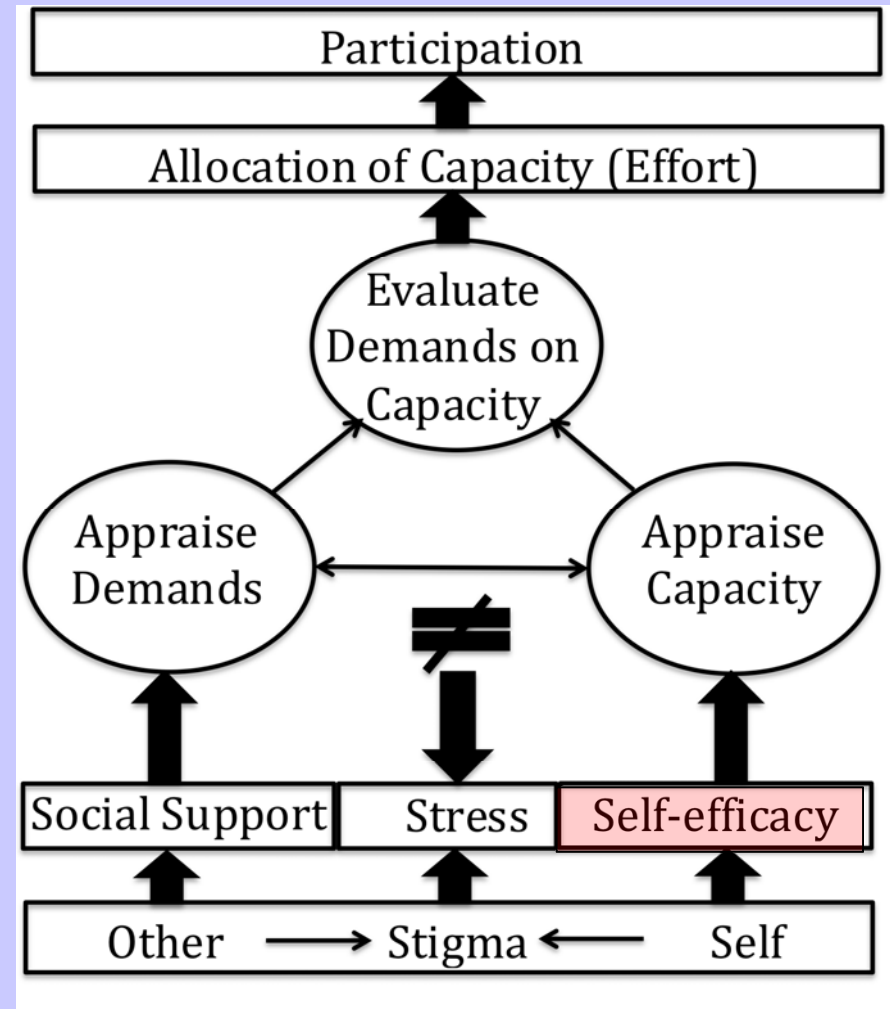 Participation
Allocation of Capacity (Effort)
Evaluate
Demands on
Capacity
Appraise
Demands
Appraise
Capacity
Social Support
Stress
Self-efficacy
Other
Stigma
Self